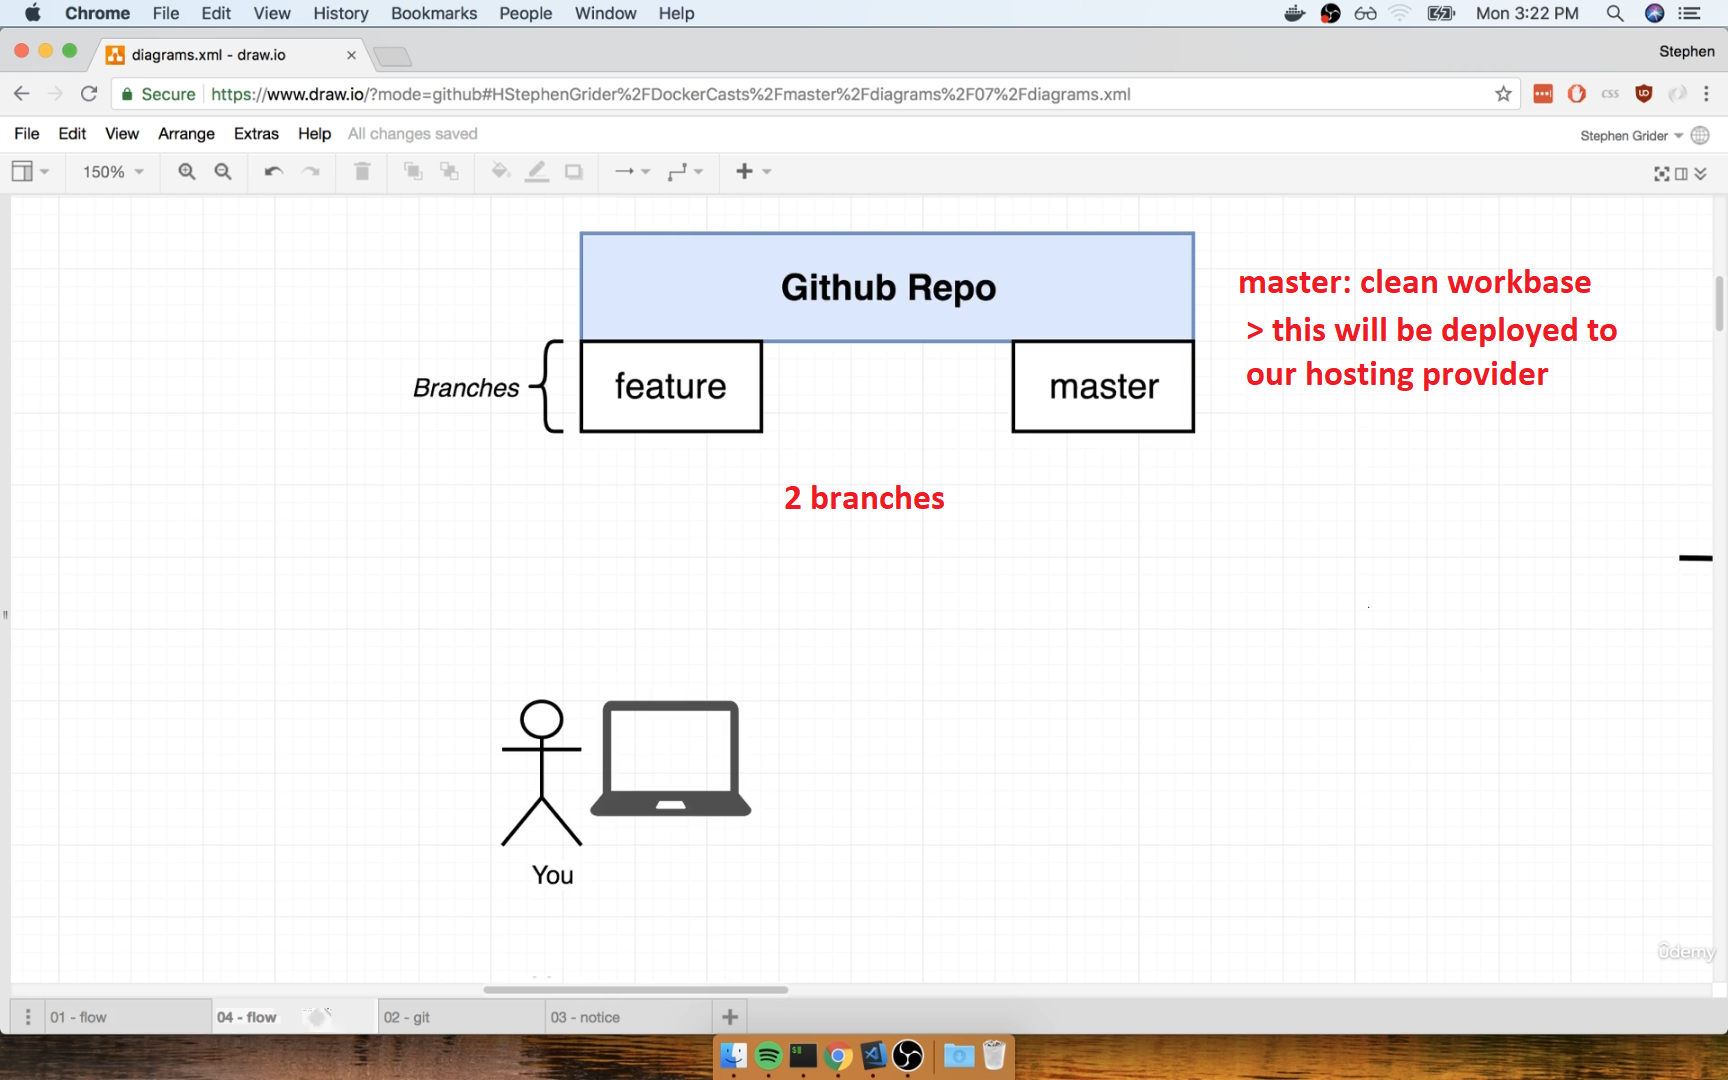 Chrome File Edit View History Bookmarks People Window Help Mon 3:22 PM
diagrams.xml - draw.io × Stephen
Secure https://www.draw.io/?mode=github#HStephenGrider%2FDockerCasts%2Fmaster%2Fdiagrams%2F07%2Fdiagrams.xml css
File Edit View Arrange Extras Help All changes saved Stephen Grider
150%
Github Repo
master: clean workbase
> this will be deployed to
our hosting provider
Branches feature master
2 branches
You
udemy
01 - flow 04 - flow 02 - git 03 - notice